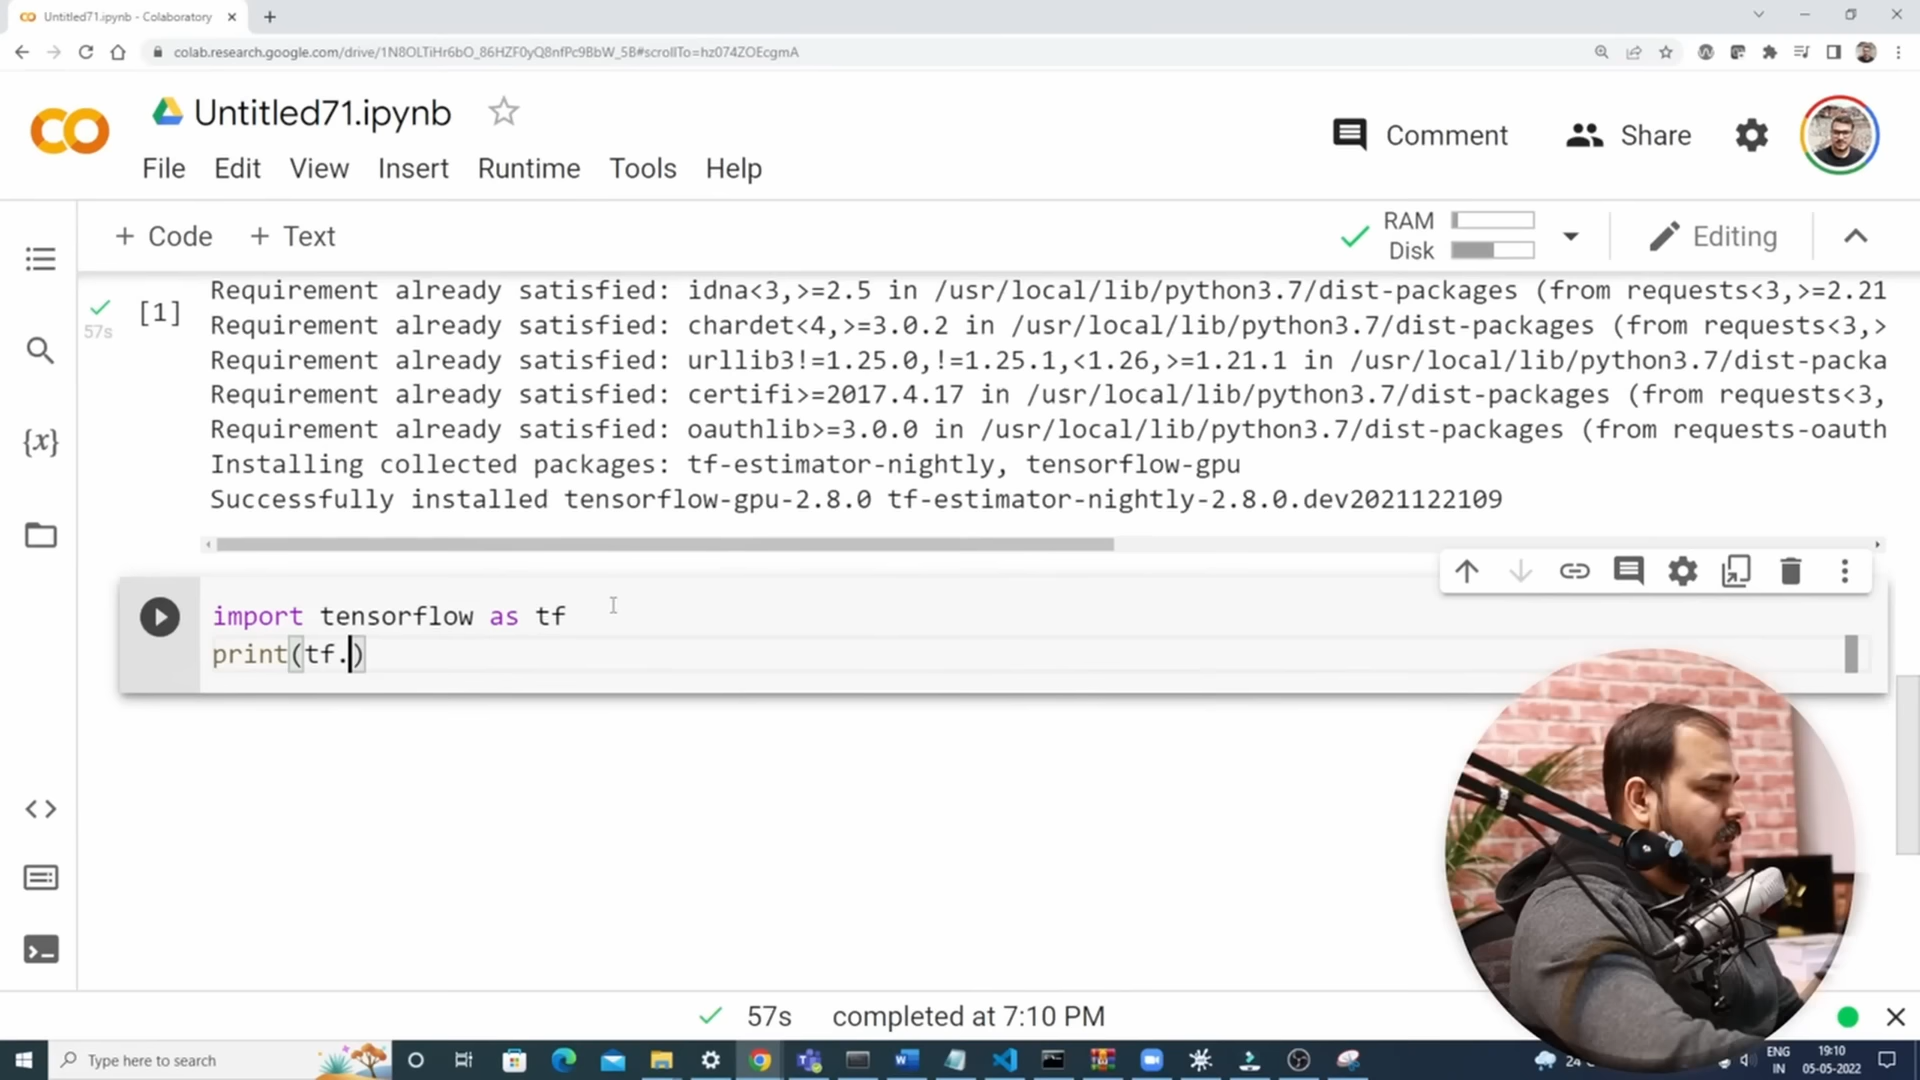 Untitled71.ipynb - Colaboratory
colab.research.google.com/drive/1N8OLTiHr6bO_86HZF0yQ8nfPc9BbW_5B#scrollTo=hz074ZOEcgmA
Untitled71.ipynb
Comment
Share
File Edit View Insert Runtime Tools Help
+ Code + Text
RAM
Disk
Editing
[1]
57s
Requirement already satisfied: idna<3,>=2.5 in /usr/local/lib/python3.7/dist-packages (from requests<3,>=2.21
Requirement already satisfied: chardet<4,>=3.0.2 in /usr/local/lib/python3.7/dist-packages (from requests<3,>
Requirement already satisfied: urllib3!=1.25.0,!=1.25.1,<1.26,>=1.21.1 in /usr/local/lib/python3.7/dist-packa
Requirement already satisfied: certifi>=2017.4.17 in /usr/local/lib/python3.7/dist-packages (from requests<3,
Requirement already satisfied: oauthlib>=3.0.0 in /usr/local/lib/python3.7/dist-packages (from requests-oauth
Installing collected packages: tf-estimator-nightly, tensorflow-gpu
Successfully installed tensorflow-gpu-2.8.0 tf-estimator-nightly-2.8.0.dev2021122109
import tensorflow as tf
print(tf.)
57s completed at 7:10 PM
Type here to search
24
ENG
IN
19:10
05-05-2022